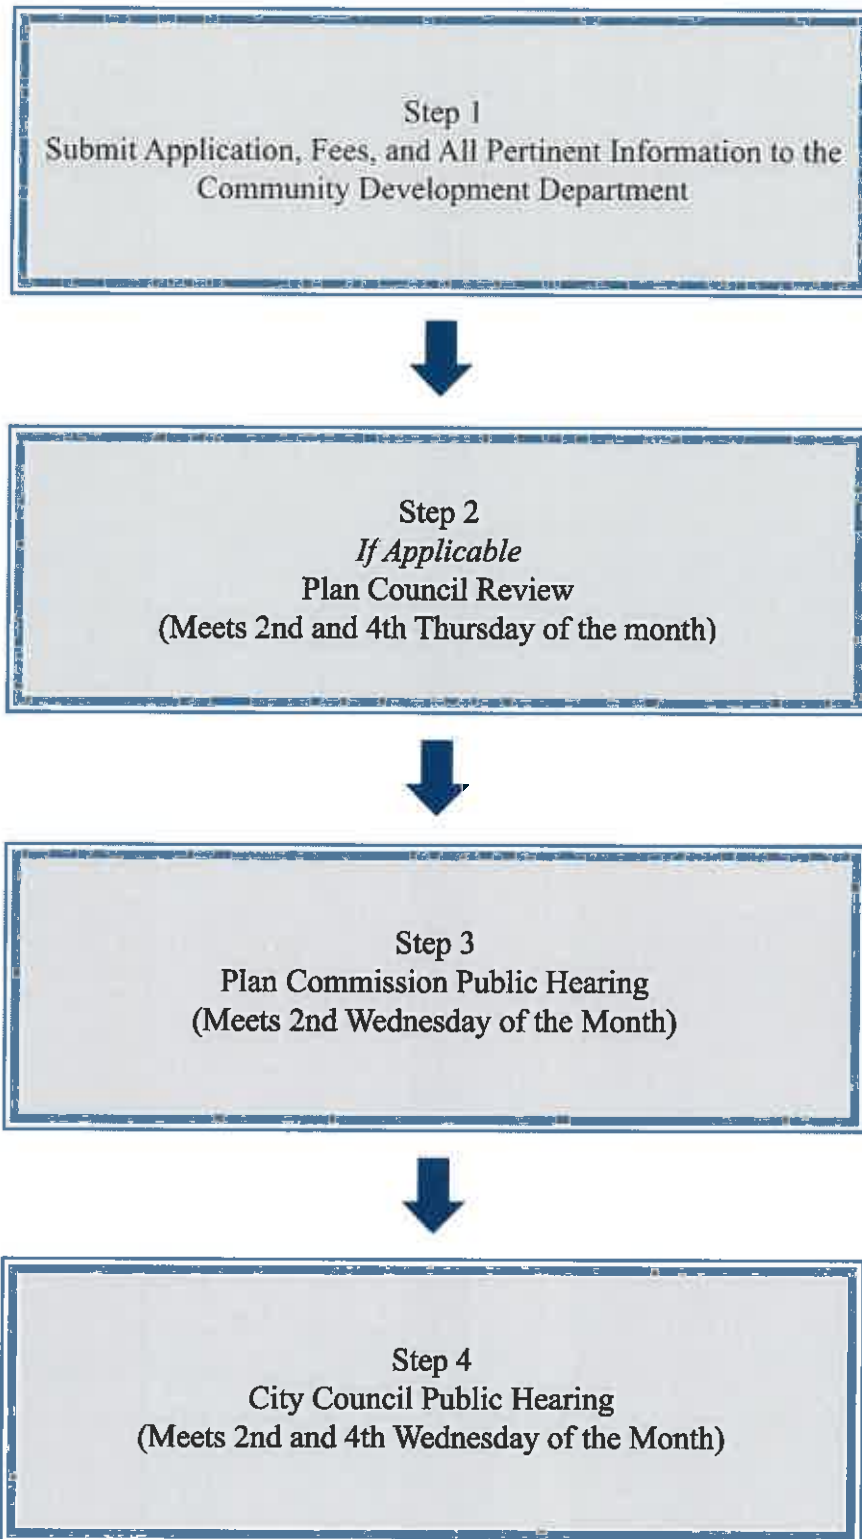 Step 1
Submit Application, Fees, and All Pertinent Information to the
Community Development Department
Step 2
If Applicable
Plan Council Review
(Meets 2nd and 4th Thursday of the month)
Step 3
Plan Commission Public Hearing
(Meets 2nd Wednesday of the Month)
Step 4
City Council Public Hearing
(Meets 2nd and 4th Wednesday of the Month)